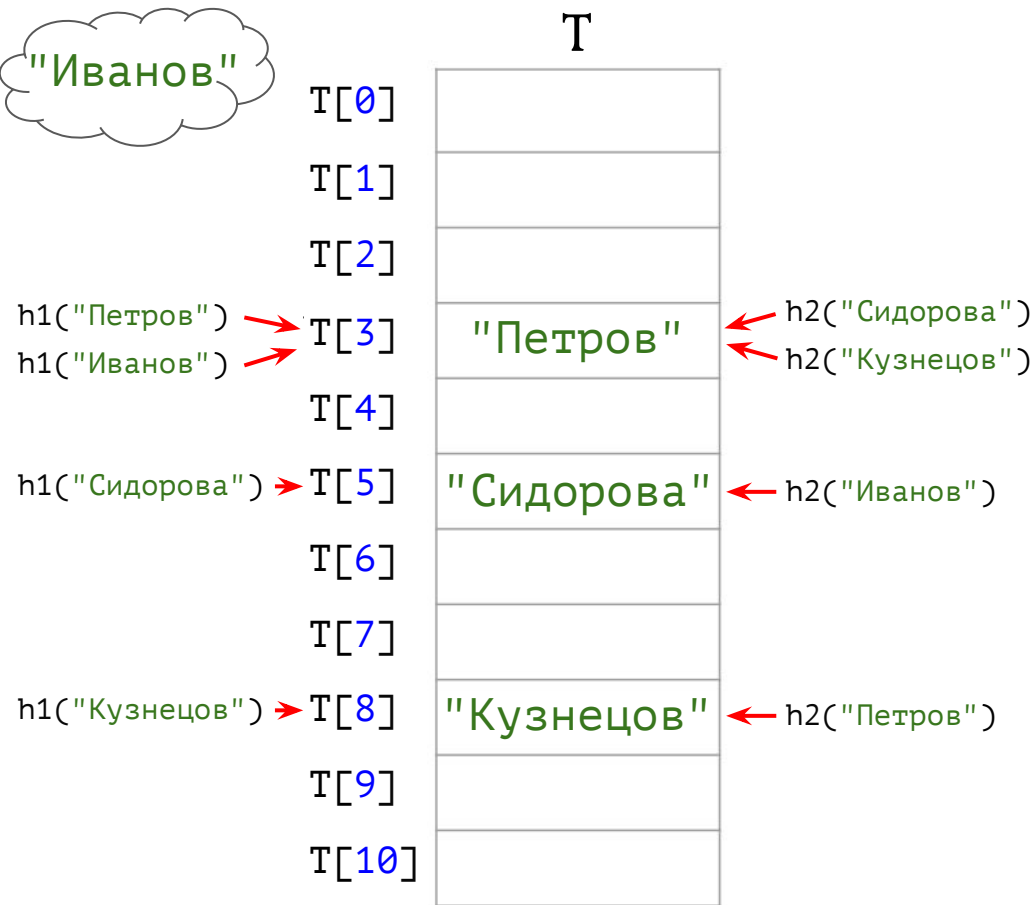 T
"Иванов"
T[0]
T[1]
T[2]
h1("Петров")
h1("Иванов")
T[3]
"Петров"
h2("Сидорова")
h2("Кузнецов")
T[4]
h1("Сидорова") T[5] "Сидорова" h2("Иванов")
T[6]
T[7]
h1("Кузнецов") T[8] "Кузнецов" h2("Петров")
T[9]
T[10]